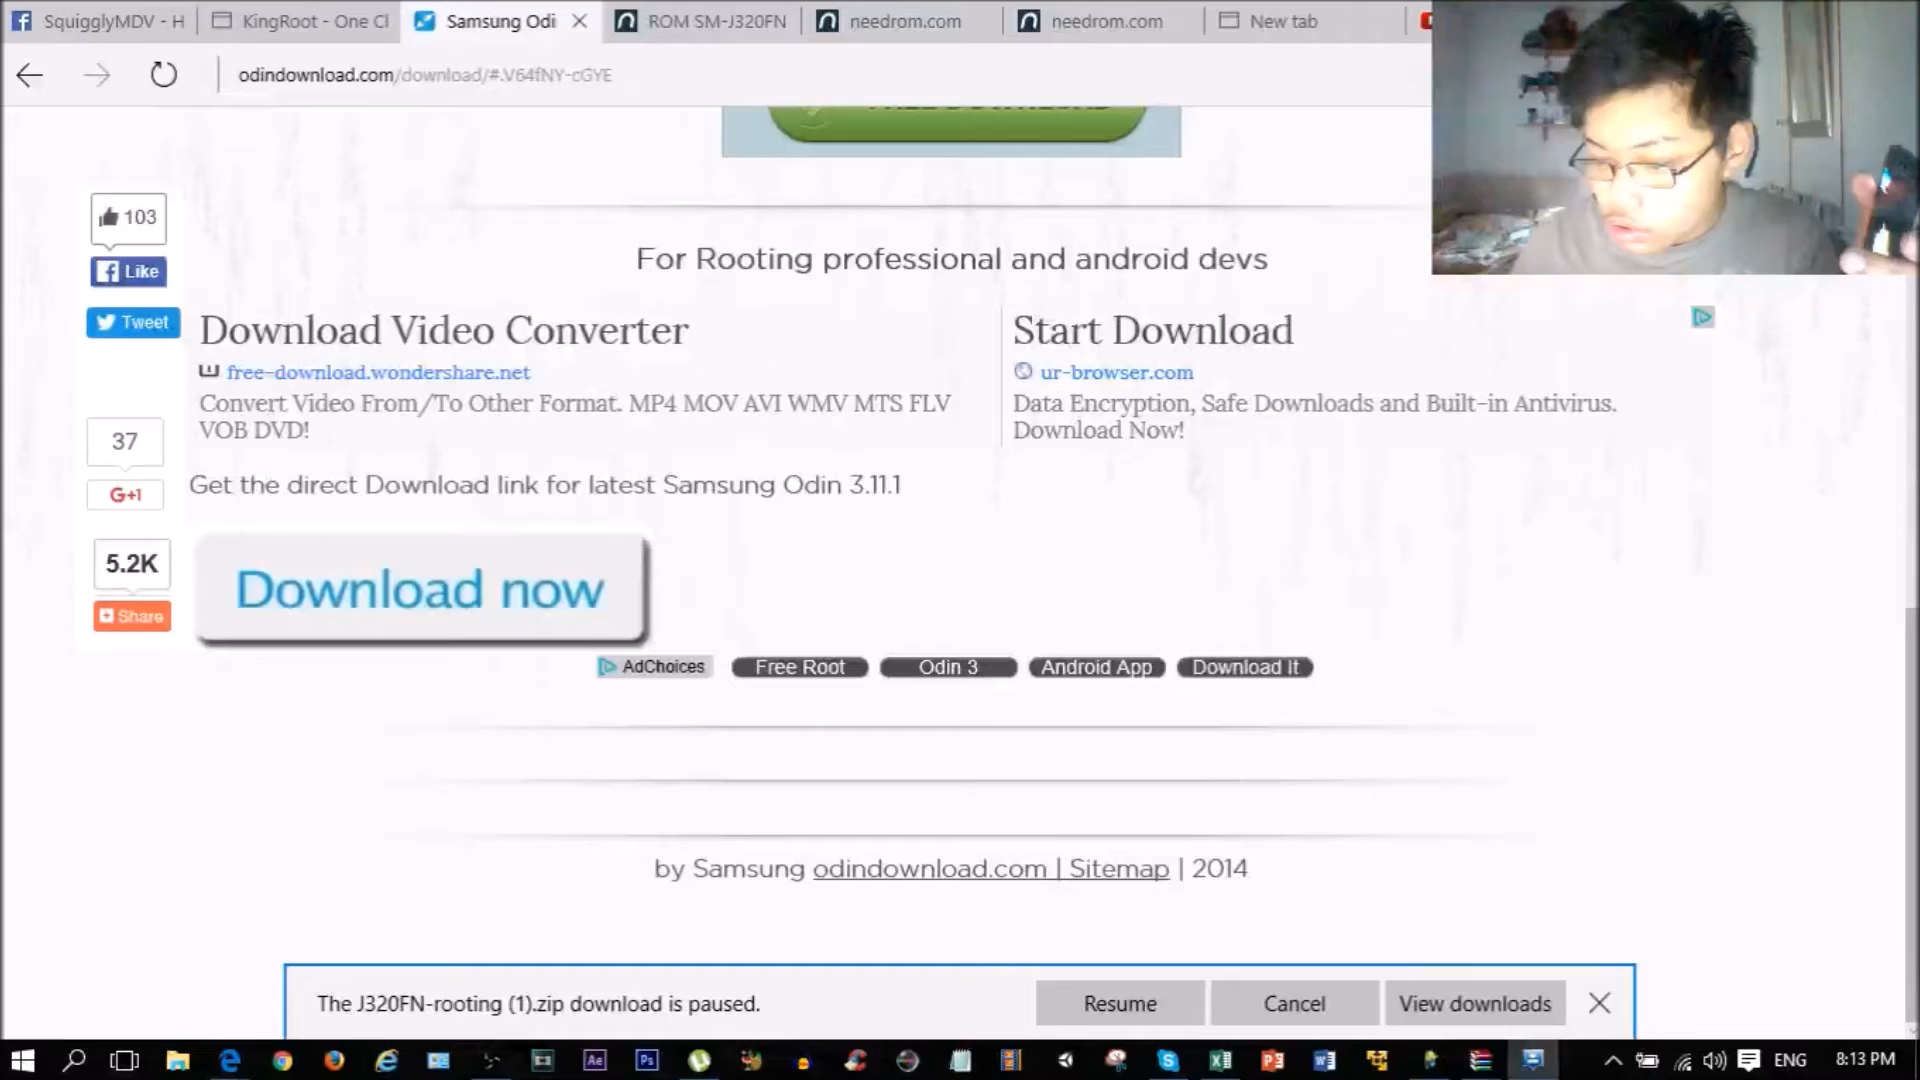 SquigglyMDV - H
KingRoot - One Cl
Samsung Odi
ROM SM-J320FN
needrom.com
needrom.com
New tab
odindownload.com/download/#.V64fNY-cGYE
103
Like
Tweet
37
G+1
5.2K
Share
For Rooting professional and android devs
Download Video Converter
free-download.wondershare.net
Convert Video From/To Other Format. MP4 MOV AVI WMV MTS FLV
VOB DVD!
Start Download
ur-browser.com
Data Encryption, Safe Downloads and Built-in Antivirus.
Download Now!
Get the direct Download link for latest Samsung Odin 3.11.1
Download now
AdChoices
Free Root
Odin 3
Android App
Download It
by Samsung odindownload.com | Sitemap | 2014
The J320FN-rooting (1).zip download is paused.
Resume
Cancel
View downloads
Ae
Ps
ENG
8:13 PM